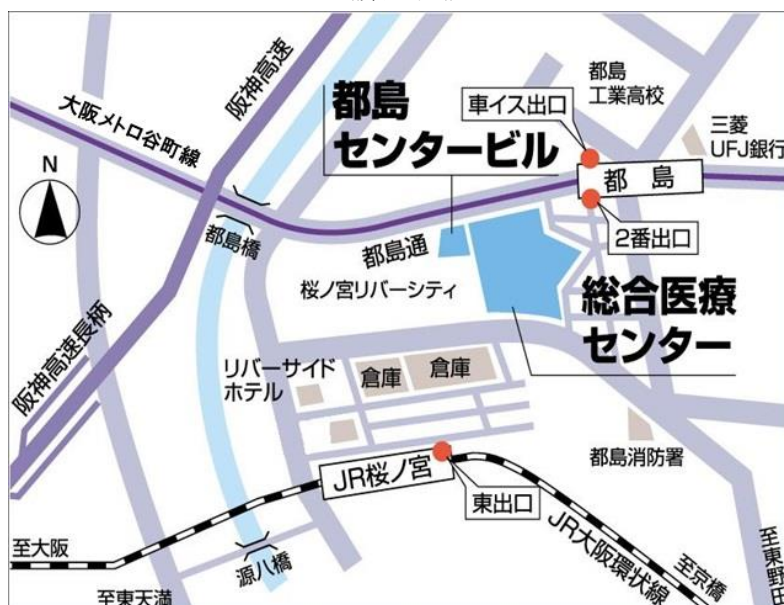 阪神高速
大阪メトロ谷町線
都島
センタービル
車イス出口
都島
工業高校
三菱
UFJ銀行
都島
2番出口
N
都島橋
都島通
桜ノ宮リバーシティ
総合医療
センター
阪神高速長柄
リバーサイド
ホテル
倉庫
倉庫
都島消防署
JR桜ノ宮
東出口
JR大阪環状線
至大阪
源八橋
至東天満
至京橋
至東野田